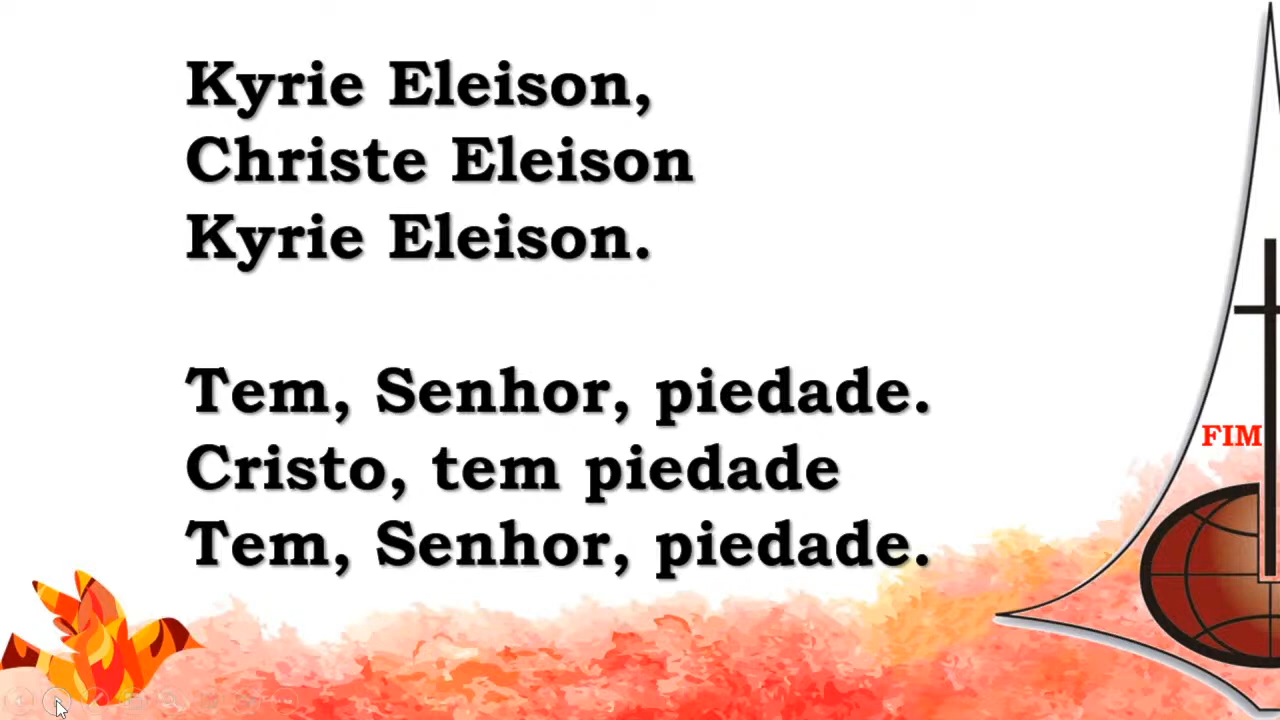 Kyrie Eleison,
Christe Eleison
Kyrie Eleison.
Tem, Senhor, piedade.
Cristo, tem piedade
Tem, Senhor, piedade.
FIM